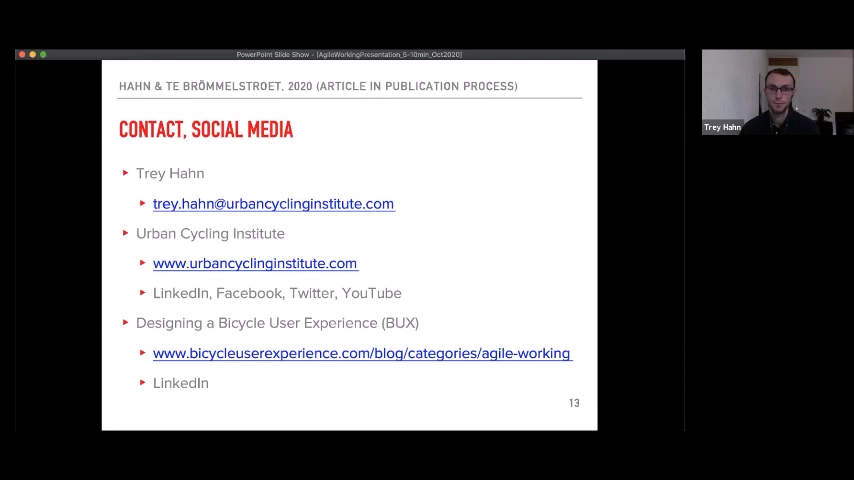 PowerPoint Slide Show - [AgileWorkingPresentation_5-10min_Oct2020]
HAHN & TE BRÖMMELSTROET, 2020 (ARTICLE IN PUBLICATION PROCESS)
CONTACT, SOCIAL MEDIA
Trey Hahn
trey.hahn@urbancyclinginstitute.com
Urban Cycling Institute
www.urbancyclinginstitute.com
LinkedIn, Facebook, Twitter, YouTube
Designing a Bicycle User Experience (BUX)
www.bicycleuserexperience.com/blog/categories/agile-working
LinkedIn
13
Trey Hahn